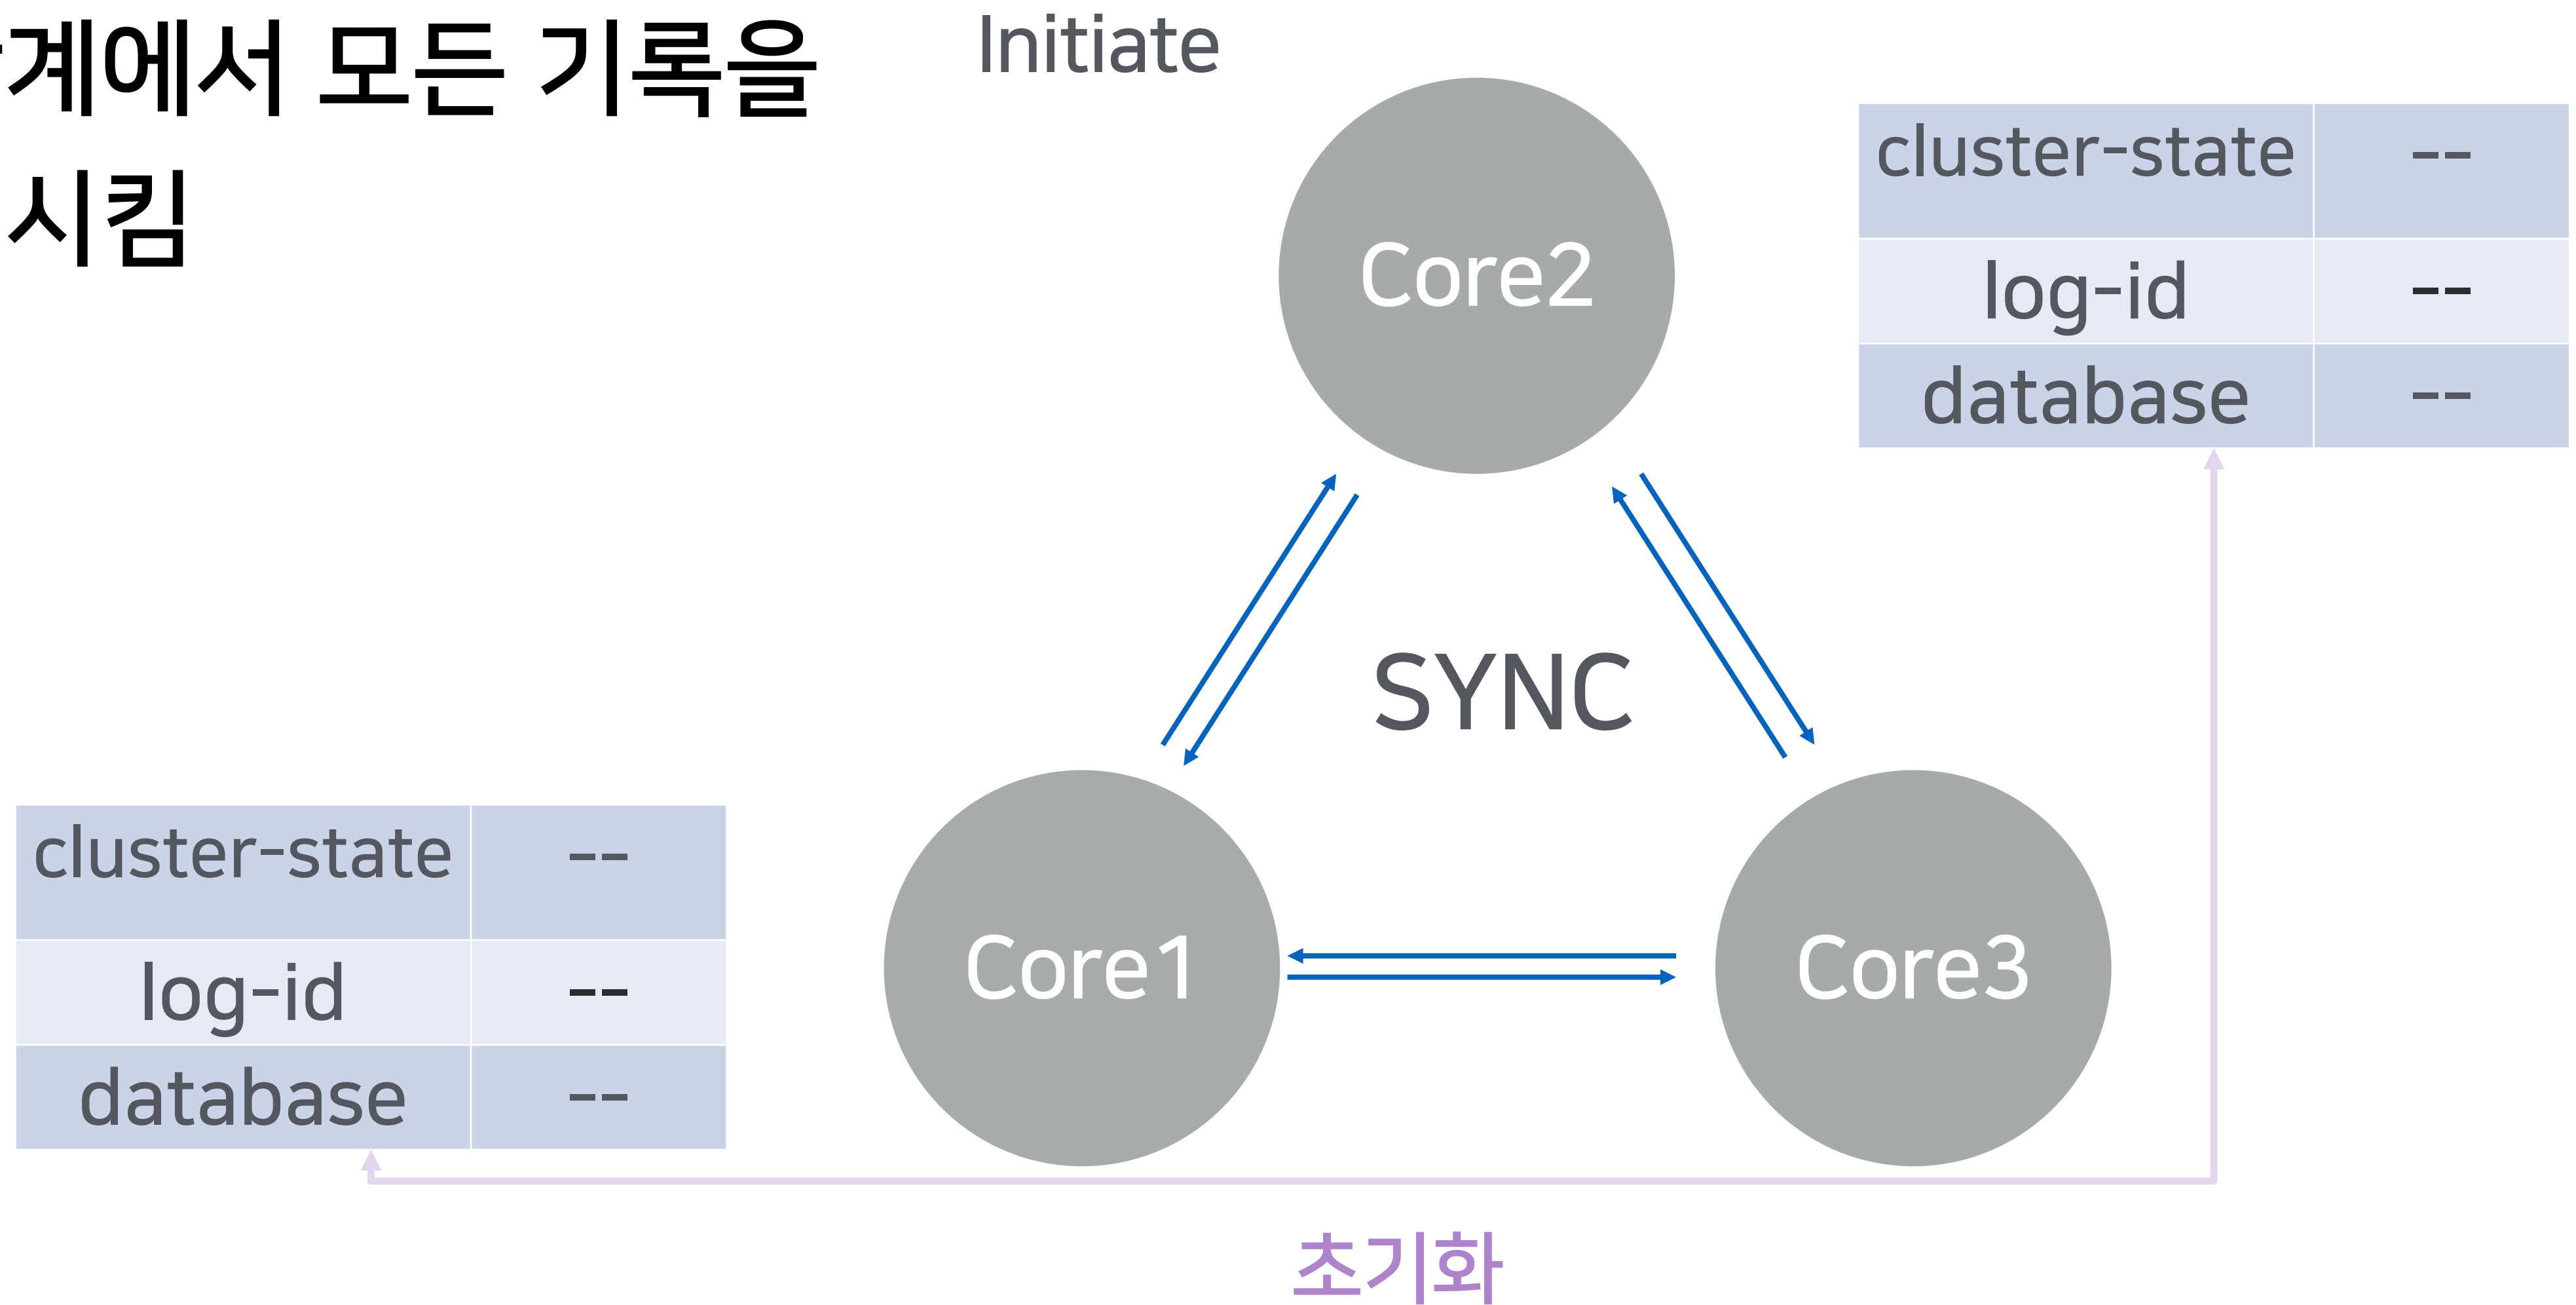 계에서 모든 기록을
시킴
Initiate
Core2
cluster-state --
log-id --
database --
SYNC
cluster-state --
log-id --
database --
Core1
Core3
초기화